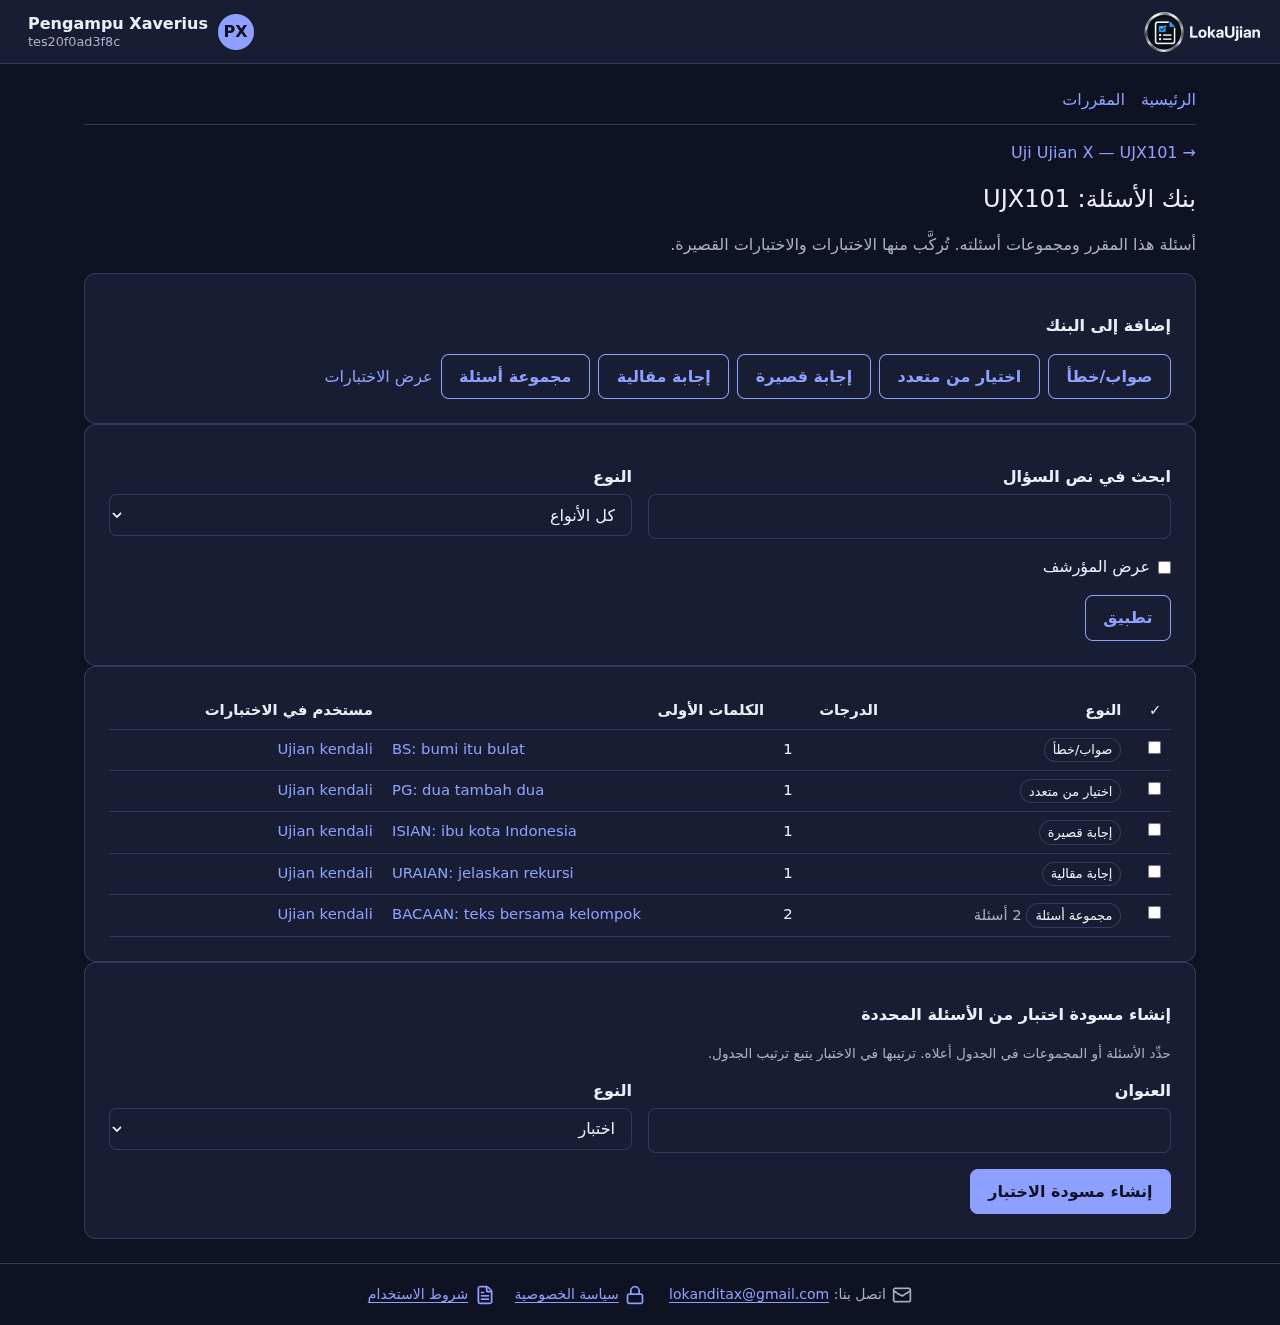 LokaUjian
Pengampu Xaverius
tes20f0ad3f8c
PX
الرئيسية المقررات
→ Uji Ujian X — UJX101
بنك الأسئلة: UJX101
أسئلة هذا المقرر ومجموعات أسئلته. تُركَّب منها الاختبارات والاختبارات القصيرة.
إضافة إلى البنك
صواب/خطأ اختيار من متعدد إجابة قصيرة إجابة مقالية مجموعة أسئلة عرض الاختبارات
ابحث في نص السؤال
النوع
كل الأنواع
عرض المؤرشف
تطبيق
✓ النوع الدرجات الكلمات الأولى مستخدم في الاختبارات
صواب/خطأ 1 BS: bumi itu bulat Ujian kendali
اختيار من متعدد 1 PG: dua tambah dua Ujian kendali
إجابة قصيرة 1 ISIAN: ibu kota Indonesia Ujian kendali
إجابة مقالية 1 URAIAN: jelaskan rekursi Ujian kendali
مجموعة أسئلة 2 أسئلة 2 BACAAN: teks bersama kelompok Ujian kendali
إنشاء مسودة اختبار من الأسئلة المحددة
حدِّد الأسئلة أو المجموعات في الجدول أعلاه. ترتيبها في الاختبار يتبع ترتيب الجدول.
العنوان
النوع
اختبار
إنشاء مسودة الاختبار
اتصل بنا: lokanditax@gmail.com سياسة الخصوصية شروط الاستخدام